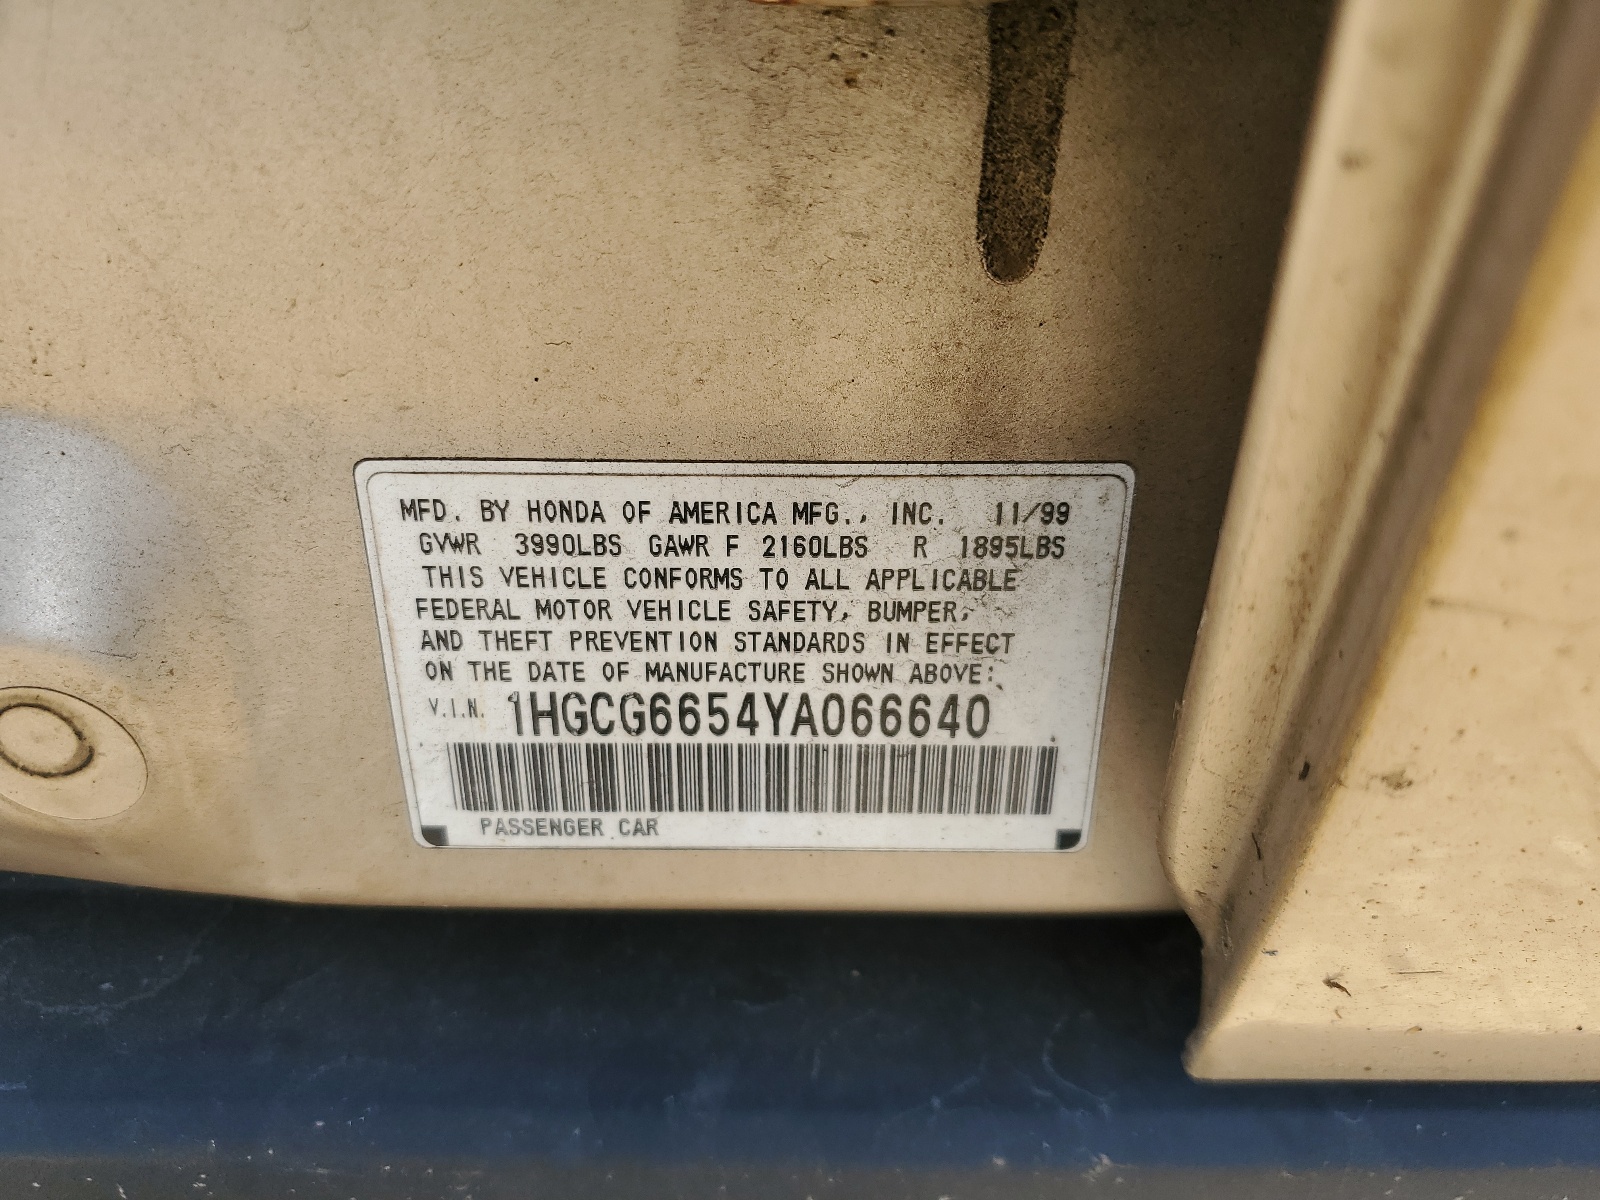 MFD. BY HONDA OF AMERICA MFG., INC. 11/99
GVWR 3990LBS GAWR F 2160LBS R 1895LBS
THIS VEHICLE CONFORMS TO ALL APPLICABLE
FEDERAL MOTOR VEHICLE SAFETY, BUMPER,
AND THEFT PREVENTION STANDARDS IN EFFECT
ON THE DATE OF MANUFACTURE SHOWN ABOVE:
V.I.N. 1HGCG6654YA066640
PASSENGER CAR